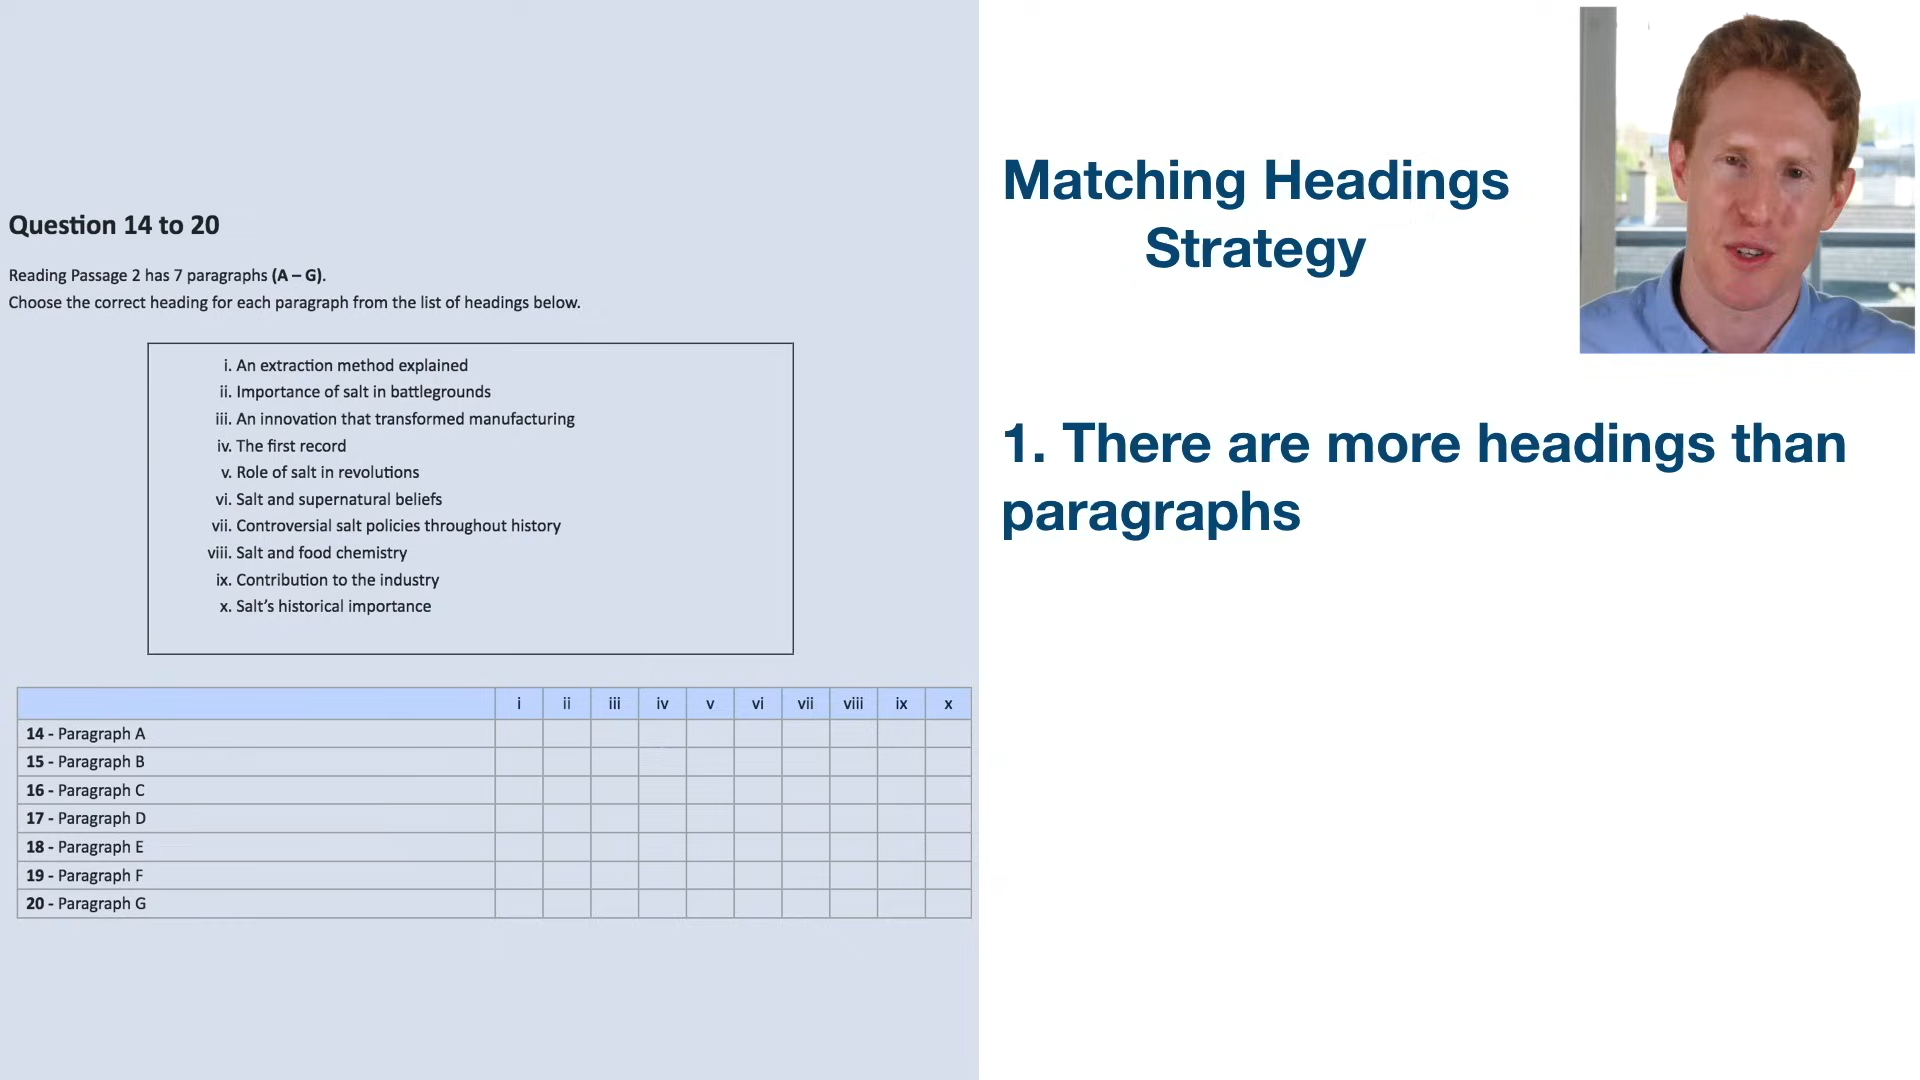 Question 14 to 20
Reading Passage 2 has 7 paragraphs (A – G).
Choose the correct heading for each paragraph from the list of headings below.
i. An extraction method explained
ii. Importance of salt in battlegrounds
iii. An innovation that transformed manufacturing
iv. The first record
v. Role of salt in revolutions
vi. Salt and supernatural beliefs
vii. Controversial salt policies throughout history
viii. Salt and food chemistry
ix. Contribution to the industry
x. Salt’s historical importance
i ii iii iv v vi vii viii ix x
14 - Paragraph A
15 - Paragraph B
16 - Paragraph C
17 - Paragraph D
18 - Paragraph E
19 - Paragraph F
20 - Paragraph G
Matching Headings
Strategy
1. There are more headings than
paragraphs